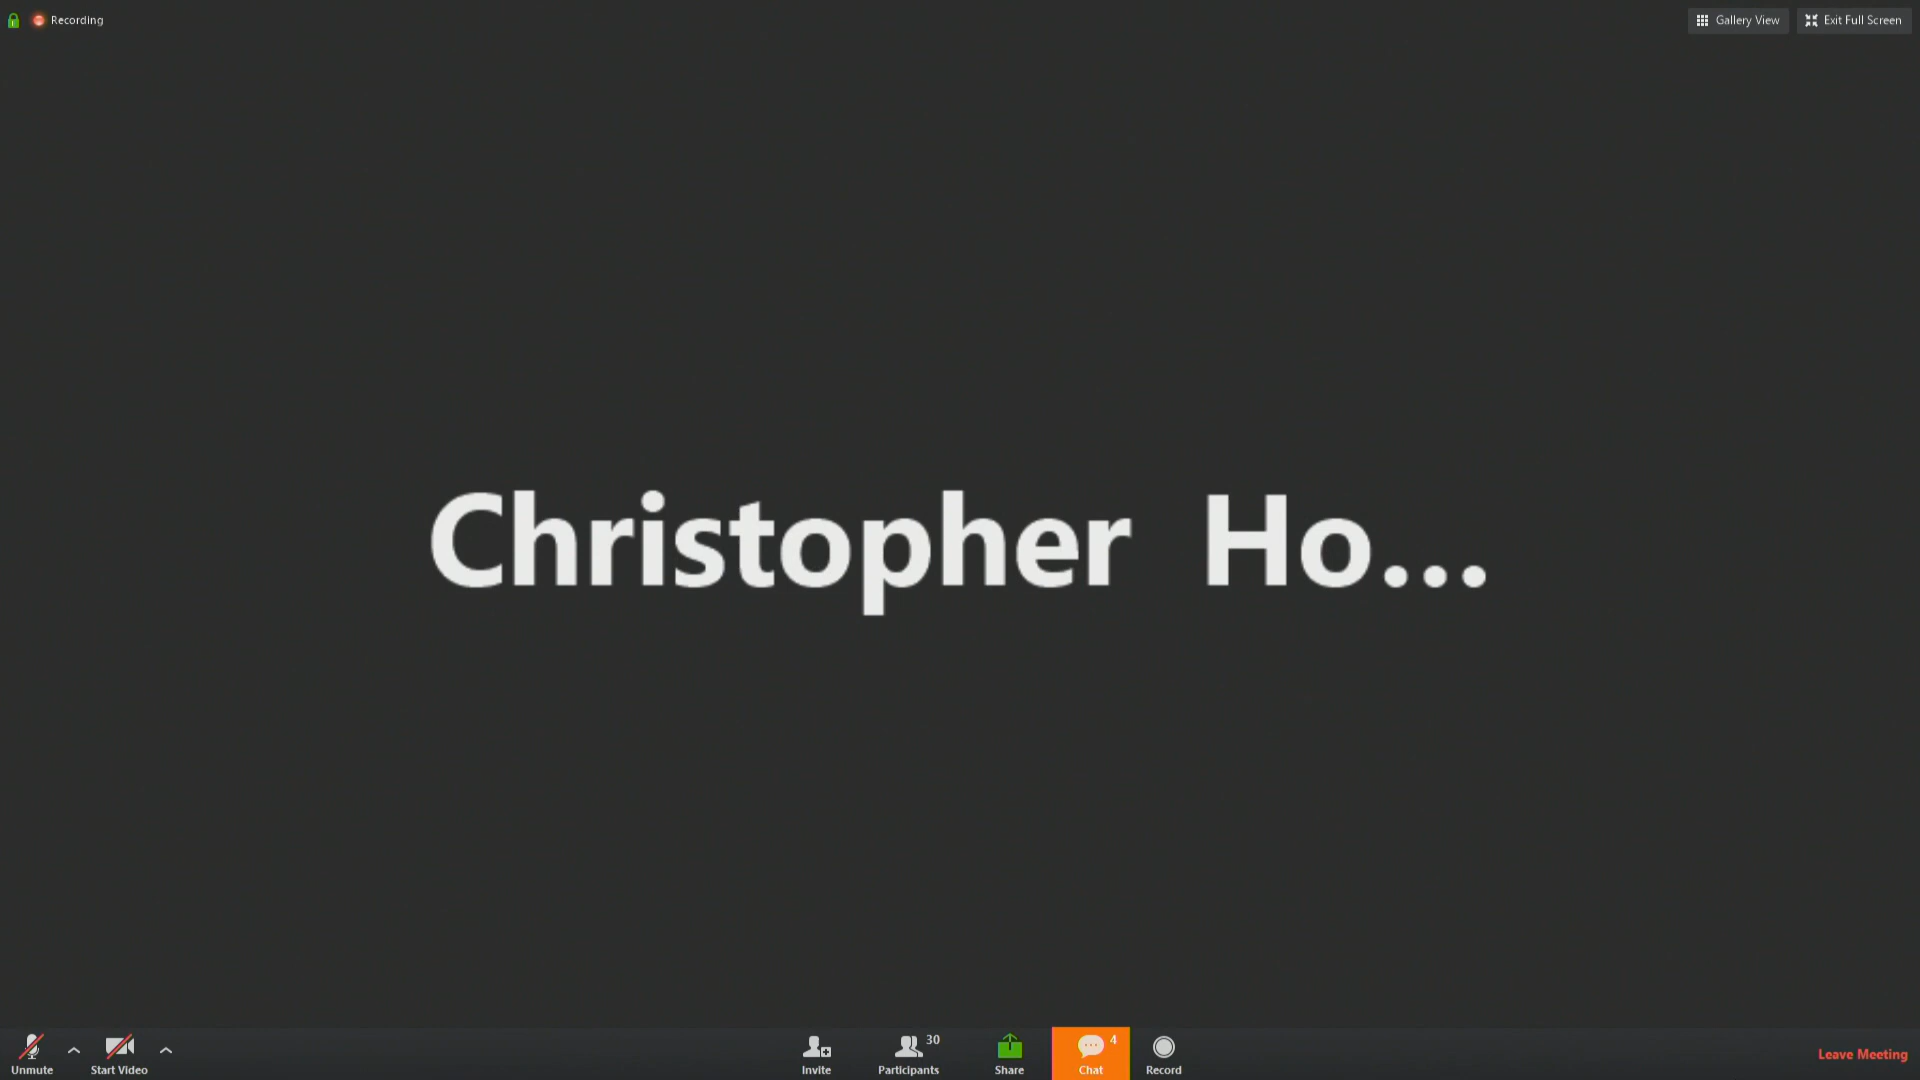 Recording
Gallery View
Exit Full Screen
Christopher Ho...
30
4
Unmute
Start Video
Invite
Participants
Share
Chat
Record
Leave Meeting